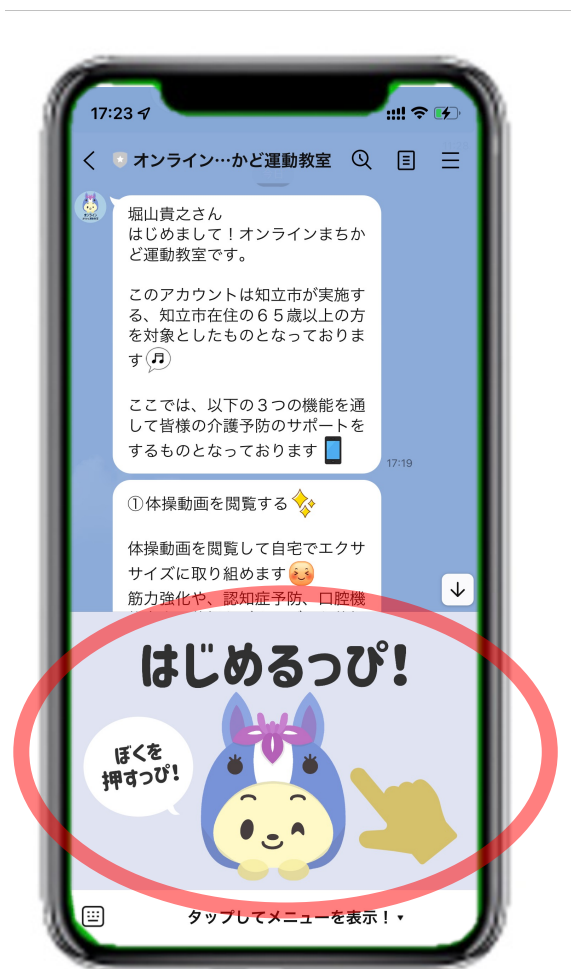 17:23
オンライン…かど運動教室
堀山貴之さん
はじめまして！オンラインまちか
ど運動教室です。
このアカウントは知立市が実施す
る、知立市在住の６５歳以上の方
を対象としたものとなっておりま
す
ここでは、以下の３つの機能を通
して皆様の介護予防のサポートを
するものとなっております
17:19
①体操動画を閲覧する
体操動画を閲覧して自宅でエクサ
サイズに取り組めます
筋力強化や、認知症予防、口腔機
はじめるっぴ！
ぼくを
押すっぴ！
タップしてメニューを表示！▼